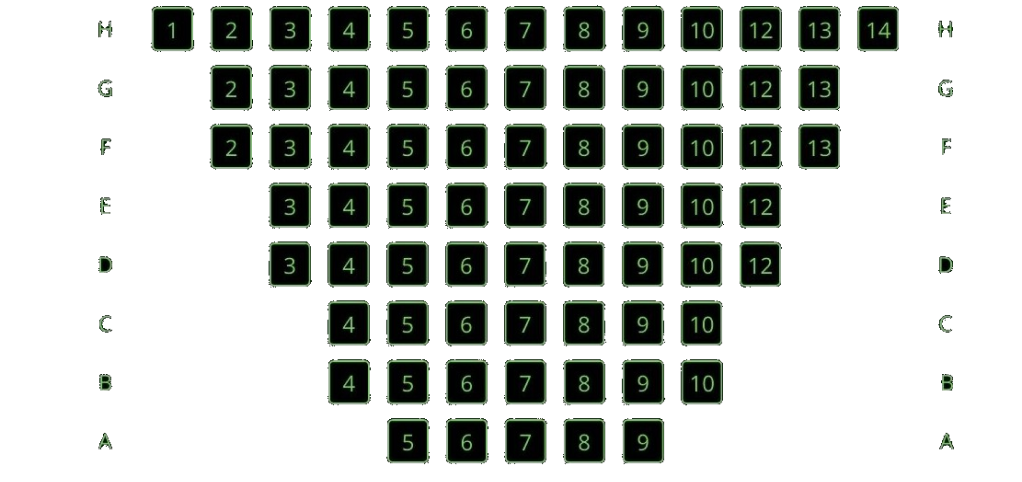 H 1 2 3 4 5 6 7 8 9 10 12 13 14 H
G 2 3 4 5 6 7 8 9 10 12 13 G
F 2 3 4 5 6 7 8 9 10 12 13 F
E 3 4 5 6 7 8 9 10 12 E
D 3 4 5 6 7 8 9 10 12 D
C 4 5 6 7 8 9 10 C
B 4 5 6 7 8 9 10 B
A 5 6 7 8 9 A